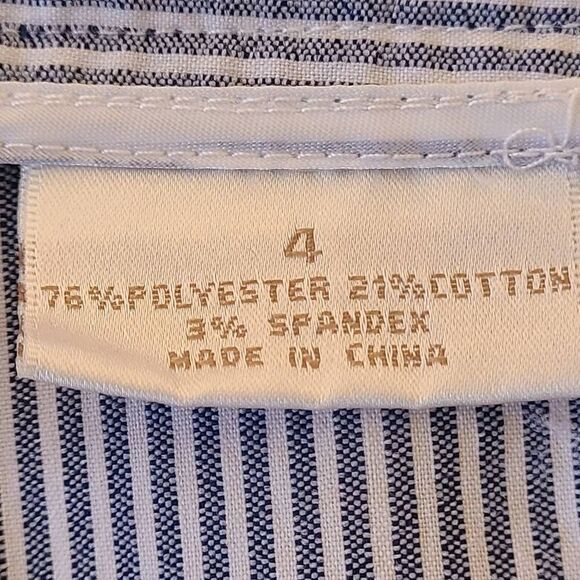 4
76%POLYESTER 21%COTTON
3% SPANDEX
MADE IN CHINA